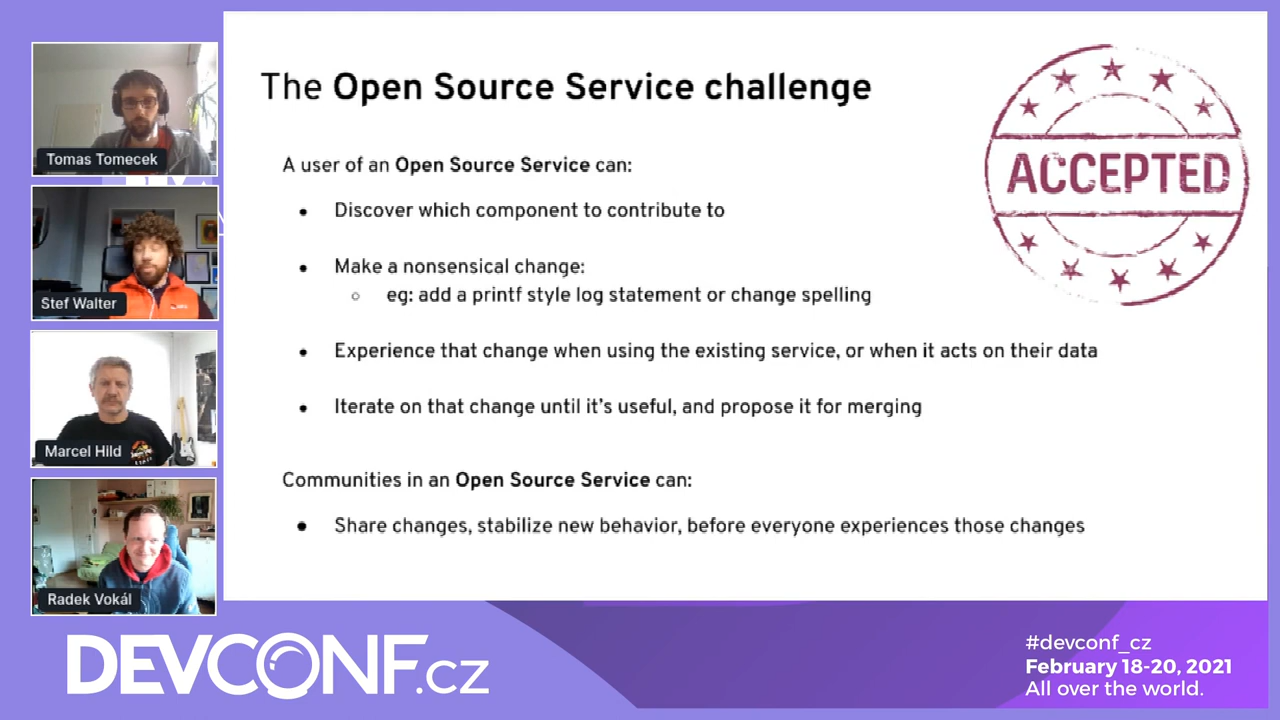 Tomas Tomecek
Stef Walter
Marcel Hild
Radek Vokál
The Open Source Service challenge
ACCEPTED
A user of an Open Source Service can:
• Discover which component to contribute to
• Make a nonsensical change:
○ eg: add a printf style log statement or change spelling
• Experience that change when using the existing service, or when it acts on their data
• Iterate on that change until it's useful, and propose it for merging
Communities in an Open Source Service can:
• Share changes, stabilize new behavior, before everyone experiences those changes
DEVCONF.cz
#devconf_cz
February 18-20, 2021
All over the world.